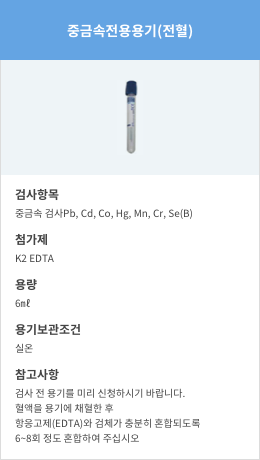 중금속전용용기(전혈)
검사항목
중금속 검사Pb, Cd, Co, Hg, Mn, Cr, Se(B)
첨가제
K2 EDTA
용량
6㎖
용기보관조건
실온
참고사항
검사 전 용기를 미리 신청하시기 바랍니다.
혈액을 용기에 채혈한 후
항응고제(EDTA)와 검체가 충분히 혼합되도록
6~8회 정도 혼합하여 주십시오